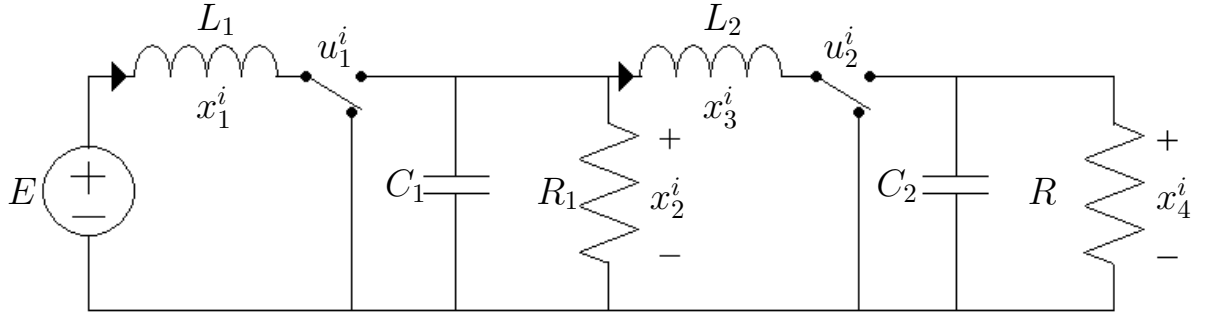 L₁ L₂
u₁ⁱ u₂ⁱ
x₁ⁱ x₃ⁱ
E + − C₁ R₁ + x₂ⁱ − C₂ R + x₄ⁱ −